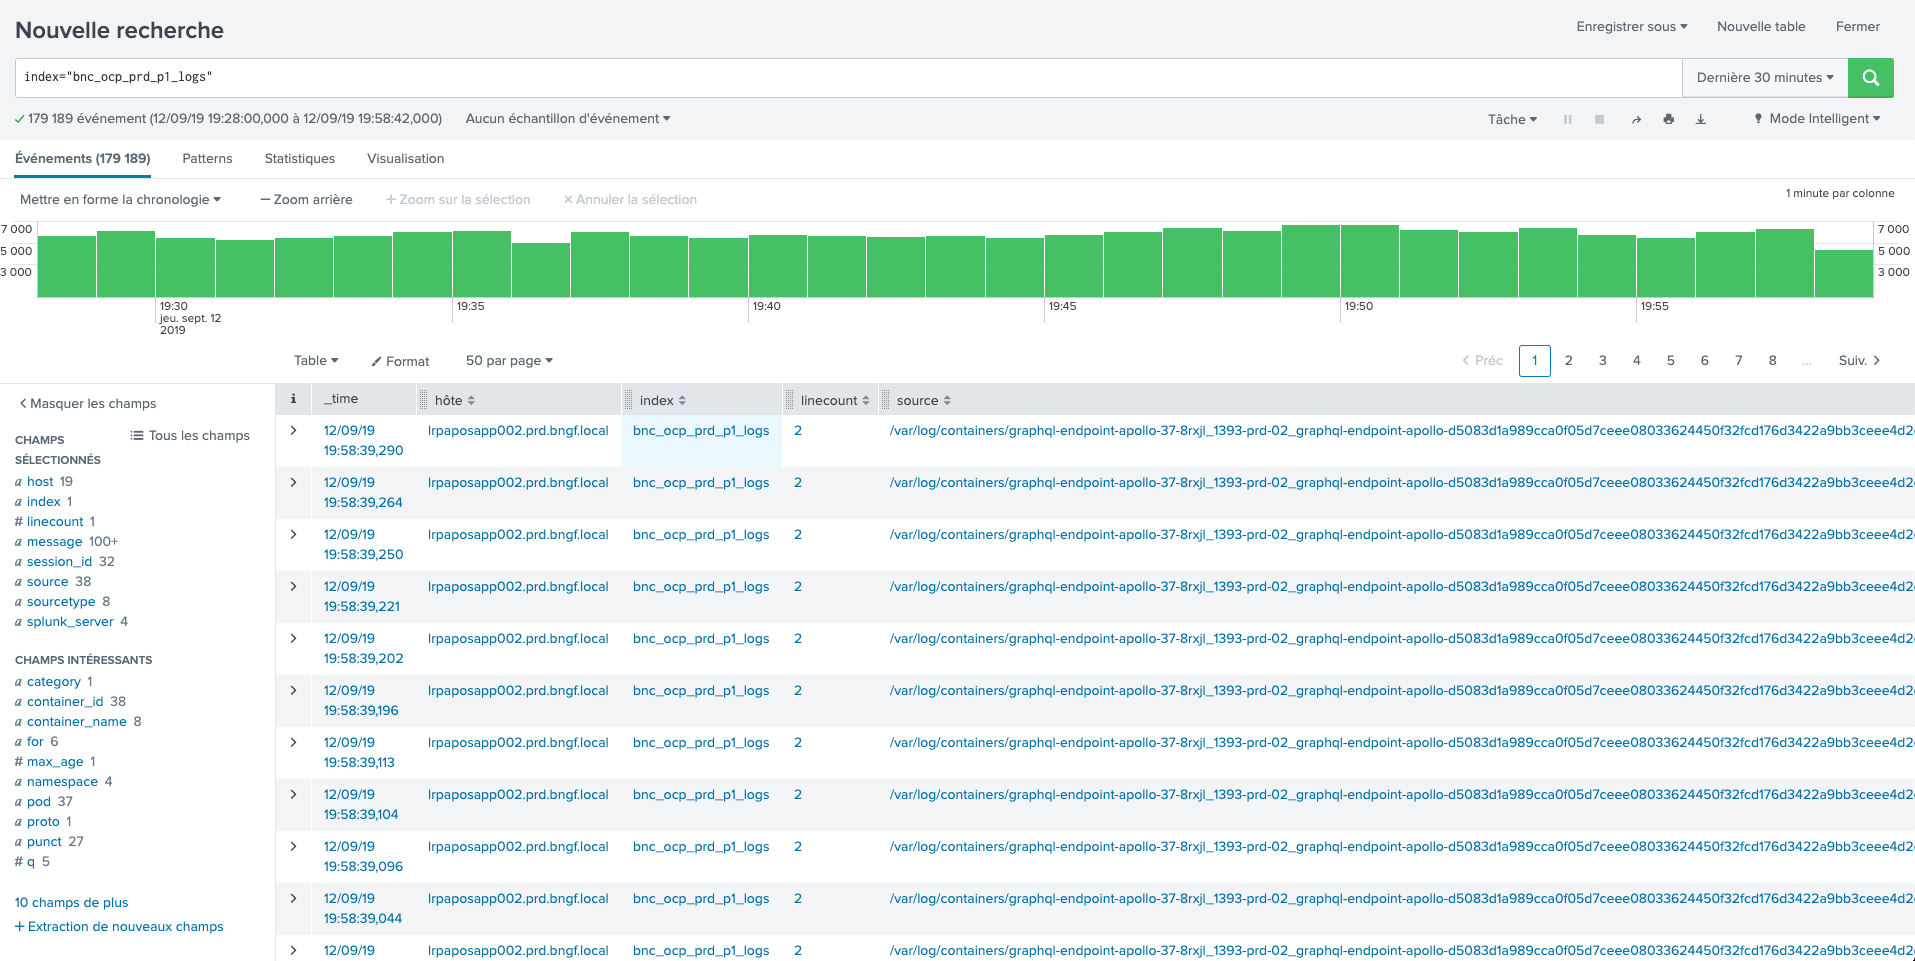 Nouvelle recherche
Enregistrer sous
Nouvelle table
Fermer
index="bnc_ocp_prd_p1_logs"
Dernière 30 minutes
179 189 événement (12/09/19 19:28:00,000 à 12/09/19 19:58:42,000)
Aucun échantillon d'événement
Tâche
Mode Intelligent
Événements (179 189)
Patterns
Statistiques
Visualisation
Mettre en forme la chronologie
— Zoom arrière
+ Zoom sur la sélection
× Annuler la sélection
1 minute par colonne
7 000
5 000
3 000
7 000
5 000
3 000
19:30
jeu. sept. 12
2019
19:35
19:40
19:45
19:50
19:55
Table
Format
50 par page
Préc
1 2 3 4 5 6 7 8 ...
Suiv.
Masquer les champs
Tous les champs
CHAMPS
SÉLECTIONNÉS
a host 19
a index 1
# linecount 1
a message 100+
a session_id 32
a source 38
a sourcetype 8
a splunk_server 4
CHAMPS INTÉRESSANTS
a category 1
a container_id 38
a container_name 8
a for 6
# max_age 1
a namespace 4
a pod 37
a proto 1
a punct 27
# q 5
10 champs de plus
+ Extraction de nouveaux champs
i _time hôte index linecount source
12/09/19 lrpaposapp002.prd.bngf.local bnc_ocp_prd_p1_logs 2 /var/log/containers/graphql-endpoint-apollo-37-8rxjl_1393-prd-02_graphql-endpoint-apollo-d5083d1a989cca0f05d7ceee08033624450f32fcd176d3422a9bb3ceee4d2
19:58:39,290
12/09/19 lrpaposapp002.prd.bngf.local bnc_ocp_prd_p1_logs 2 /var/log/containers/graphql-endpoint-apollo-37-8rxjl_1393-prd-02_graphql-endpoint-apollo-d5083d1a989cca0f05d7ceee08033624450f32fcd176d3422a9bb3ceee4d2
19:58:39,264
12/09/19 lrpaposapp002.prd.bngf.local bnc_ocp_prd_p1_logs 2 /var/log/containers/graphql-endpoint-apollo-37-8rxjl_1393-prd-02_graphql-endpoint-apollo-d5083d1a989cca0f05d7ceee08033624450f32fcd176d3422a9bb3ceee4d2
19:58:39,250
12/09/19 lrpaposapp002.prd.bngf.local bnc_ocp_prd_p1_logs 2 /var/log/containers/graphql-endpoint-apollo-37-8rxjl_1393-prd-02_graphql-endpoint-apollo-d5083d1a989cca0f05d7ceee08033624450f32fcd176d3422a9bb3ceee4d2
19:58:39,221
12/09/19 lrpaposapp002.prd.bngf.local bnc_ocp_prd_p1_logs 2 /var/log/containers/graphql-endpoint-apollo-37-8rxjl_1393-prd-02_graphql-endpoint-apollo-d5083d1a989cca0f05d7ceee08033624450f32fcd176d3422a9bb3ceee4d2
19:58:39,202
12/09/19 lrpaposapp002.prd.bngf.local bnc_ocp_prd_p1_logs 2 /var/log/containers/graphql-endpoint-apollo-37-8rxjl_1393-prd-02_graphql-endpoint-apollo-d5083d1a989cca0f05d7ceee08033624450f32fcd176d3422a9bb3ceee4d2
19:58:39,196
12/09/19 lrpaposapp002.prd.bngf.local bnc_ocp_prd_p1_logs 2 /var/log/containers/graphql-endpoint-apollo-37-8rxjl_1393-prd-02_graphql-endpoint-apollo-d5083d1a989cca0f05d7ceee08033624450f32fcd176d3422a9bb3ceee4d2
19:58:39,113
12/09/19 lrpaposapp002.prd.bngf.local bnc_ocp_prd_p1_logs 2 /var/log/containers/graphql-endpoint-apollo-37-8rxjl_1393-prd-02_graphql-endpoint-apollo-d5083d1a989cca0f05d7ceee08033624450f32fcd176d3422a9bb3ceee4d2
19:58:39,104
12/09/19 lrpaposapp002.prd.bngf.local bnc_ocp_prd_p1_logs 2 /var/log/containers/graphql-endpoint-apollo-37-8rxjl_1393-prd-02_graphql-endpoint-apollo-d5083d1a989cca0f05d7ceee08033624450f32fcd176d3422a9bb3ceee4d2
19:58:39,096
12/09/19 lrpaposapp002.prd.bngf.local bnc_ocp_prd_p1_logs 2 /var/log/containers/graphql-endpoint-apollo-37-8rxjl_1393-prd-02_graphql-endpoint-apollo-d5083d1a989cca0f05d7ceee08033624450f32fcd176d3422a9bb3ceee4d2
19:58:39,044
12/09/19 lrpaposapp002.prd.bngf.local bnc_ocp_prd_p1_logs 2 /var/log/containers/graphql-endpoint-apollo-37-8rxjl_1393-prd-02_graphql-endpoint-apollo-d5083d1a989cca0f05d7ceee08033624450f32fcd176d3422a9bb3ceee4d2